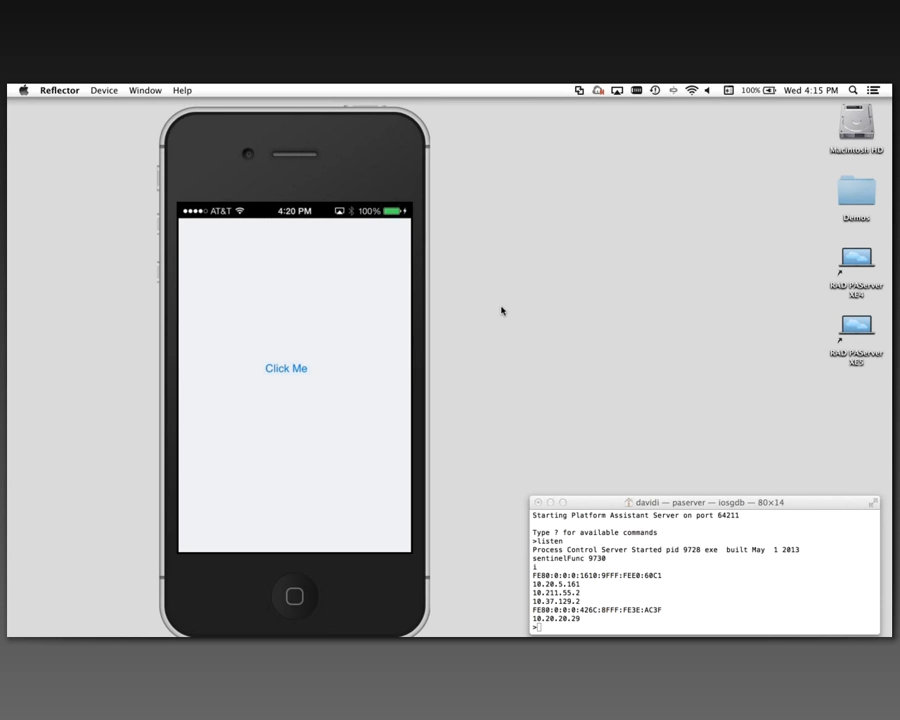 Reflector Device Window Help 100% Wed 4:15 PM
Macintosh HD
Demos
RAD PAServer
XE4
RAD PAServer
XE5
AT&T 4:20 PM 100%
Click Me
davidi — paserver — iosgdb — 80×14
Starting Platform Assistant Server on port 64211
Type ? for available commands
>listen
Process Control Server Started pid 9728 exe built May 1 2013
sentinelFunc 9730
i
FE80:0:0:0:1610:9FFF:FEE0:60C1
10.20.5.161
10.211.55.2
10.37.129.2
FE80:0:0:0:426C:8FFF:FE3E:AC3F
10.20.20.29
>